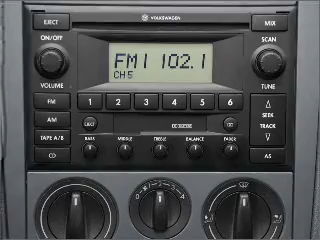 EJECT VOLKSWAGEN MIX
ON/OFF SCAN
FM1 102.1
CH5
VOLUME TUNE
FM 1 2 3 4 5 6
AM EJECT SEEK
TRACK
TAPE A/B
BASS MIDDLE TREBLE BALANCE FADER
CD AS